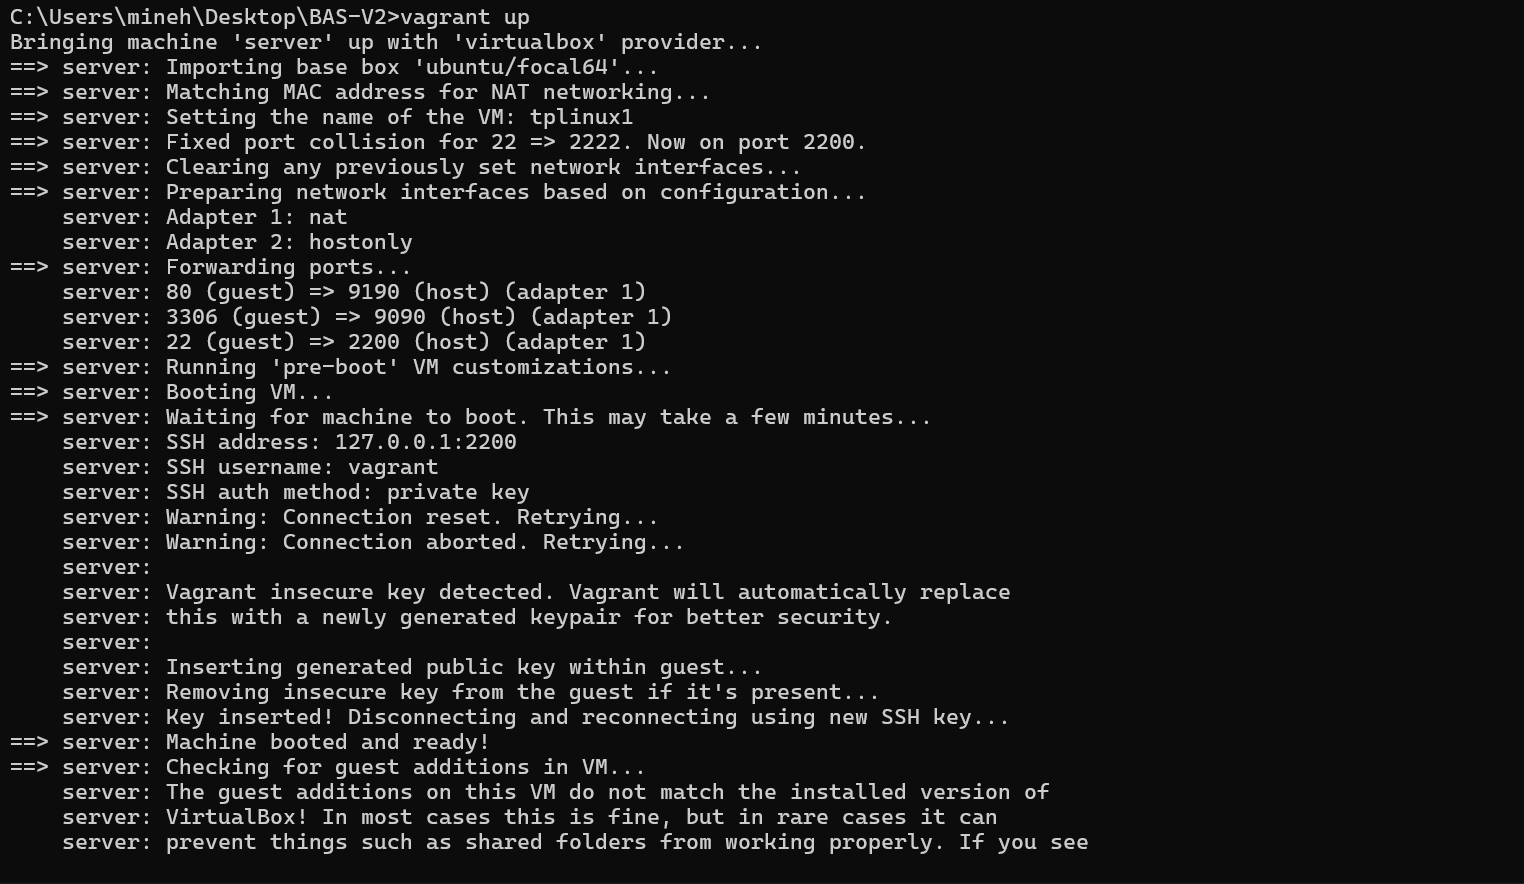 C:\Users\mineh\Desktop\BAS-V2>vagrant up
Bringing machine 'server' up with 'virtualbox' provider...
==> server: Importing base box 'ubuntu/focal64'...
==> server: Matching MAC address for NAT networking...
==> server: Setting the name of the VM: tplinux1
==> server: Fixed port collision for 22 => 2222. Now on port 2200.
==> server: Clearing any previously set network interfaces...
==> server: Preparing network interfaces based on configuration...
    server: Adapter 1: nat
    server: Adapter 2: hostonly
==> server: Forwarding ports...
    server: 80 (guest) => 9190 (host) (adapter 1)
    server: 3306 (guest) => 9090 (host) (adapter 1)
    server: 22 (guest) => 2200 (host) (adapter 1)
==> server: Running 'pre-boot' VM customizations...
==> server: Booting VM...
==> server: Waiting for machine to boot. This may take a few minutes...
    server: SSH address: 127.0.0.1:2200
    server: SSH username: vagrant
    server: SSH auth method: private key
    server: Warning: Connection reset. Retrying...
    server: Warning: Connection aborted. Retrying...
    server:
    server: Vagrant insecure key detected. Vagrant will automatically replace
    server: this with a newly generated keypair for better security.
    server:
    server: Inserting generated public key within guest...
    server: Removing insecure key from the guest if it's present...
    server: Key inserted! Disconnecting and reconnecting using new SSH key...
==> server: Machine booted and ready!
==> server: Checking for guest additions in VM...
    server: The guest additions on this VM do not match the installed version of
    server: VirtualBox! In most cases this is fine, but in rare cases it can
    server: prevent things such as shared folders from working properly. If you see